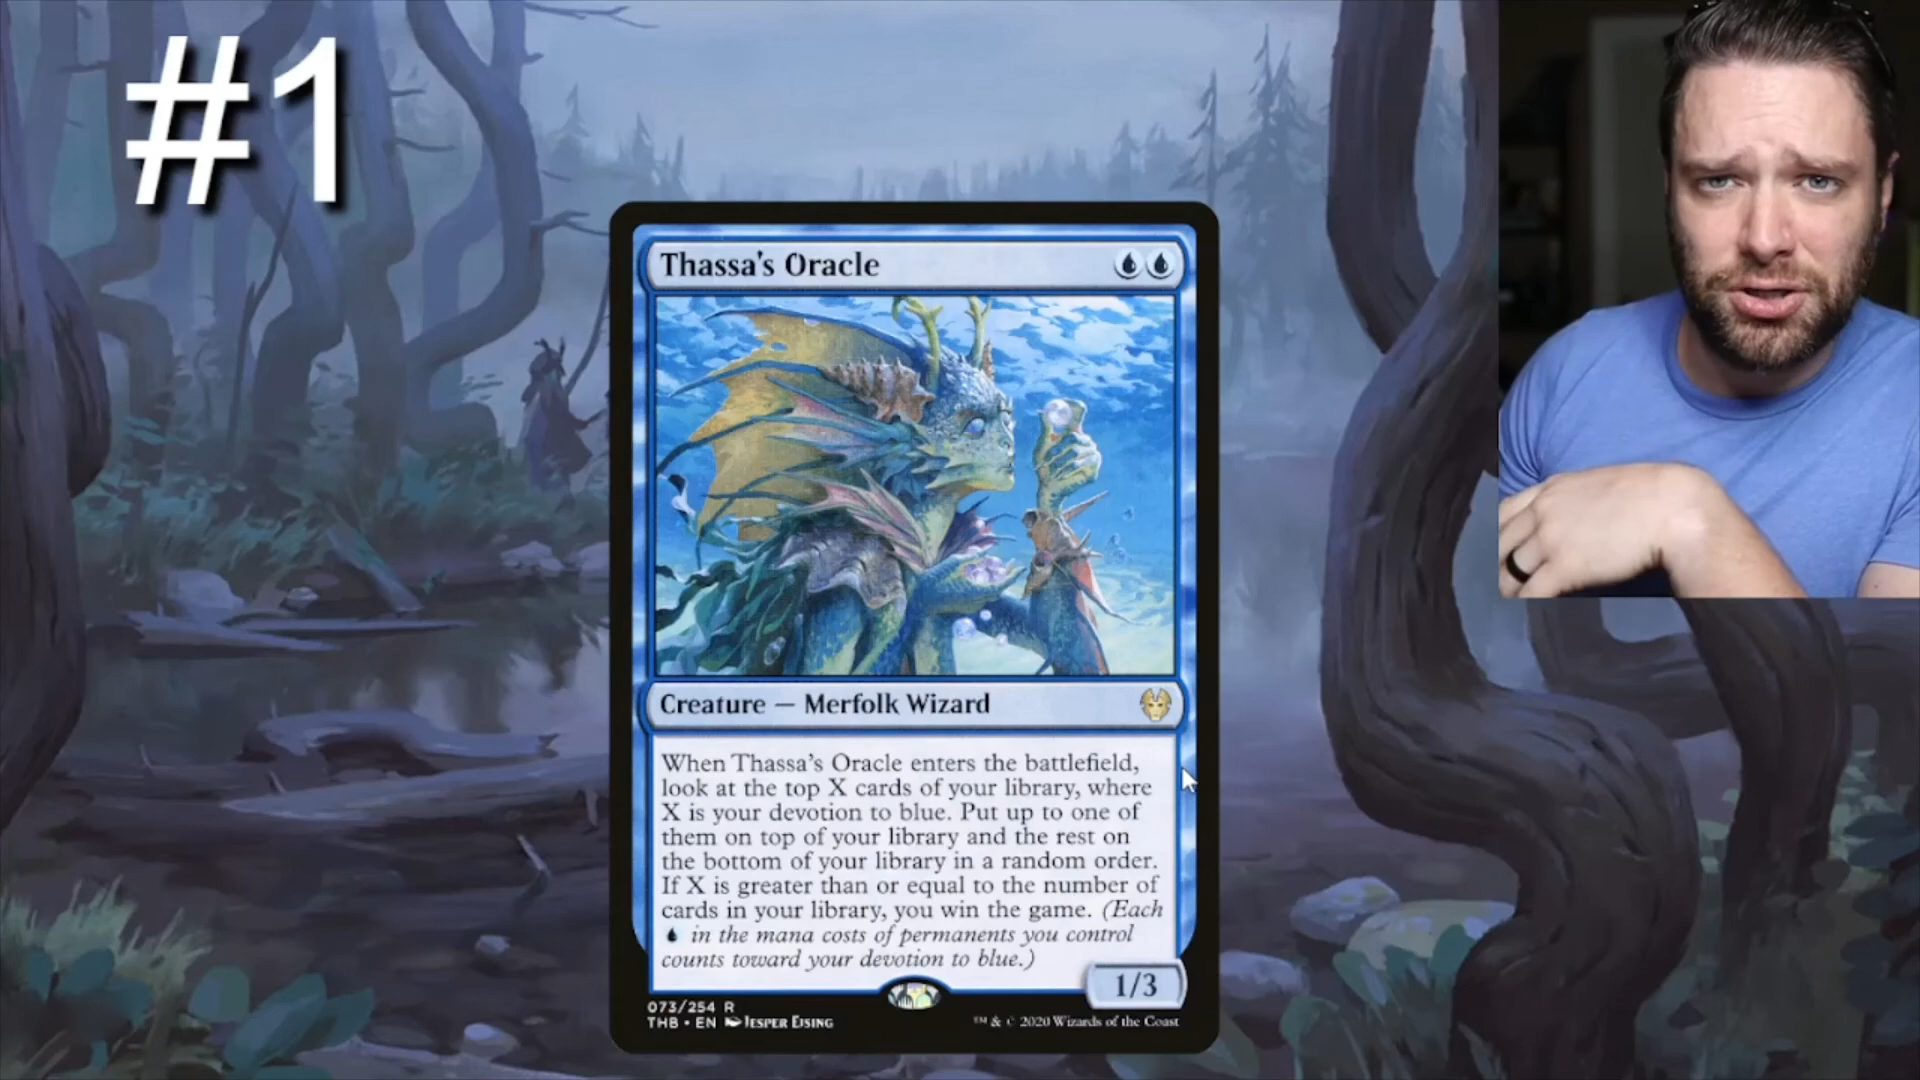 #1
Thassa's Oracle
Creature — Merfolk Wizard
When Thassa's Oracle enters the battlefield,
look at the top X cards of your library, where
X is your devotion to blue. Put up to one of
them on top of your library and the rest on
the bottom of your library in a random order.
If X is greater than or equal to the number of
cards in your library, you win the game. (Each
in the mana costs of permanents you control
counts toward your devotion to blue.)
1/3
073/254 R
THB • EN JESPER EJSING
™ & © 2020 Wizards of the Coast